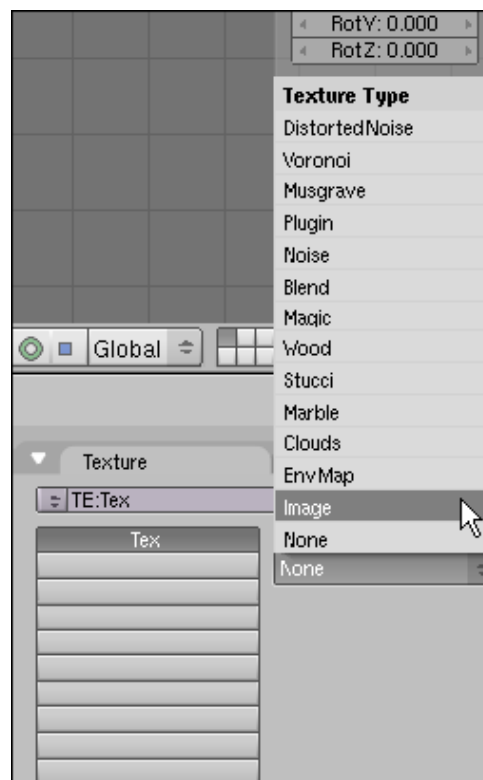 RotY: 0.000
RotZ: 0.000
Texture Type
DistortedNoise
Voronoi
Musgrave
Plugin
Noise
Blend
Magic
Wood
Stucci
Marble
Clouds
EnvMap
Image
None
None
Global
Texture
TE:Tex
Tex